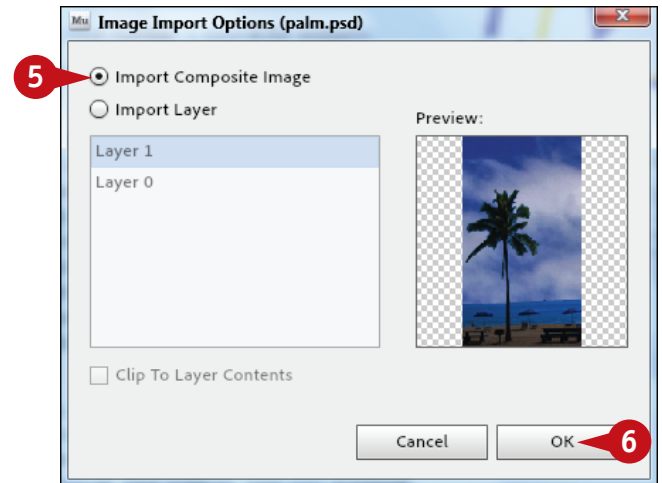 Mu Image Import Options (palm.psd)
5
Import Composite Image
Import Layer
Preview:
Layer 1
Layer 0
Clip To Layer Contents
Cancel OK 6